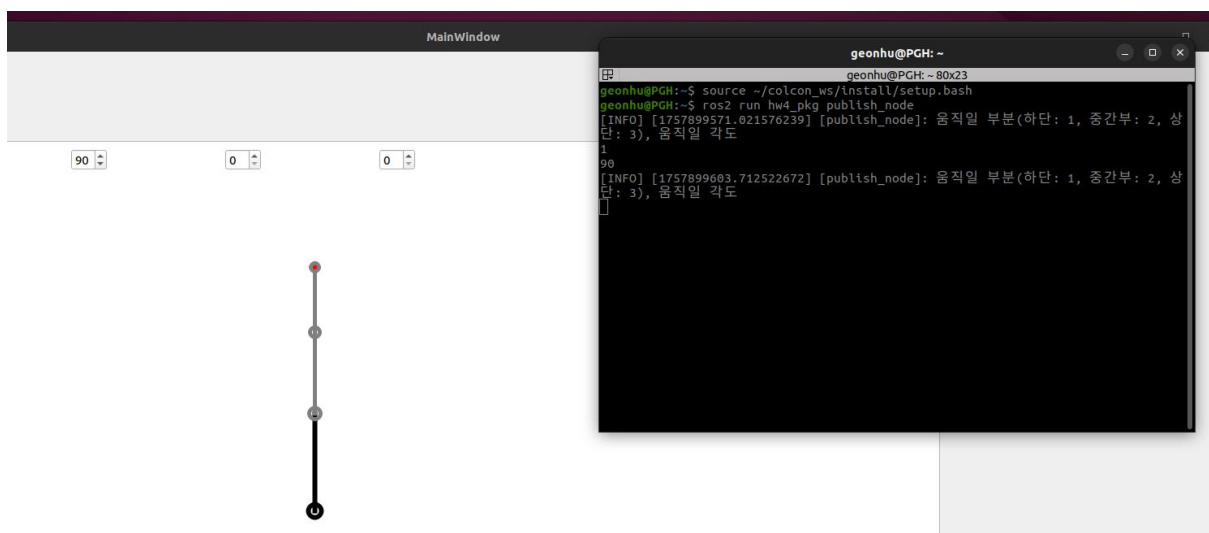 MainWindow
geonhu@PGH: ~
geonhu@PGH: ~ 80x23
geonhu@PGH:~$ source ~/colcon_ws/install/setup.bash
geonhu@PGH:~$ ros2 run hw4_pkg publish_node
[INFO] [1757899571.021576239] [publish_node]: 움직일 부분(하단: 1, 중간부: 2, 상
단: 3), 움직일 각도
1
90
[INFO] [1757899603.712522672] [publish_node]: 움직일 부분(하단: 1, 중간부: 2, 상
단: 3), 움직일 각도
90 0 0